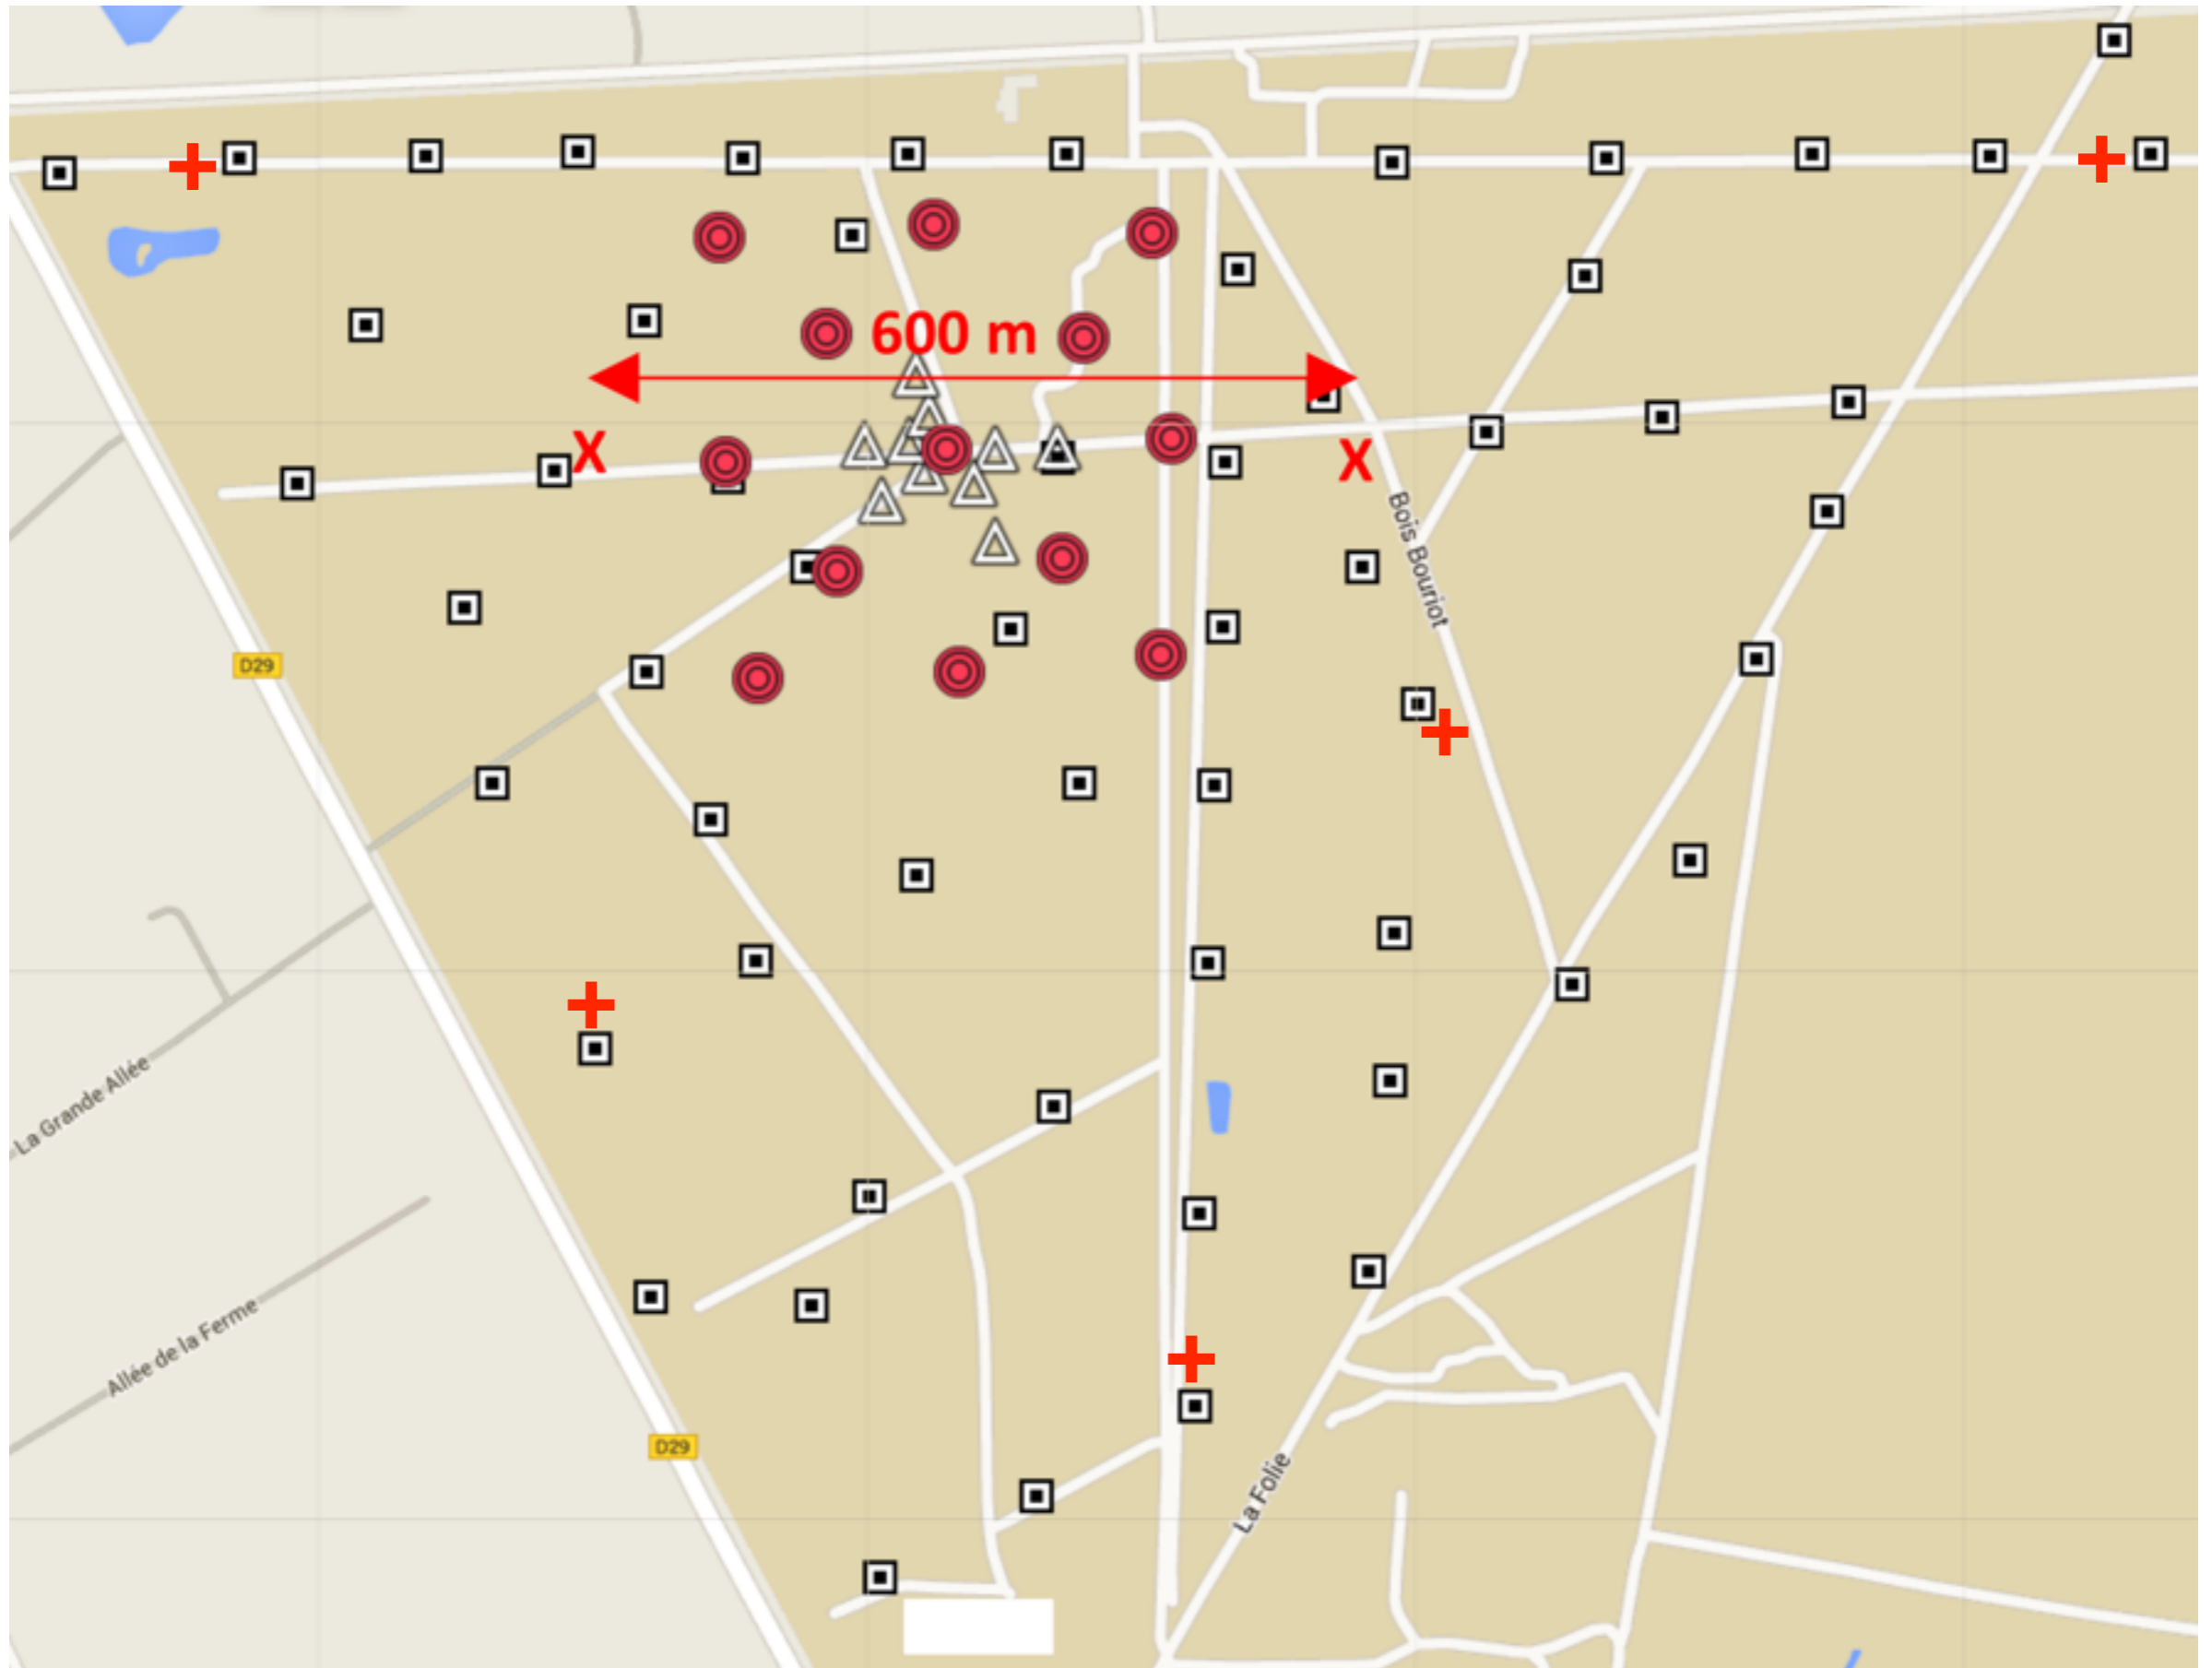 600 m
X
X
Bois Bouriot
D29
La Grande Allée
Allée de la Ferme
D29
La Folie